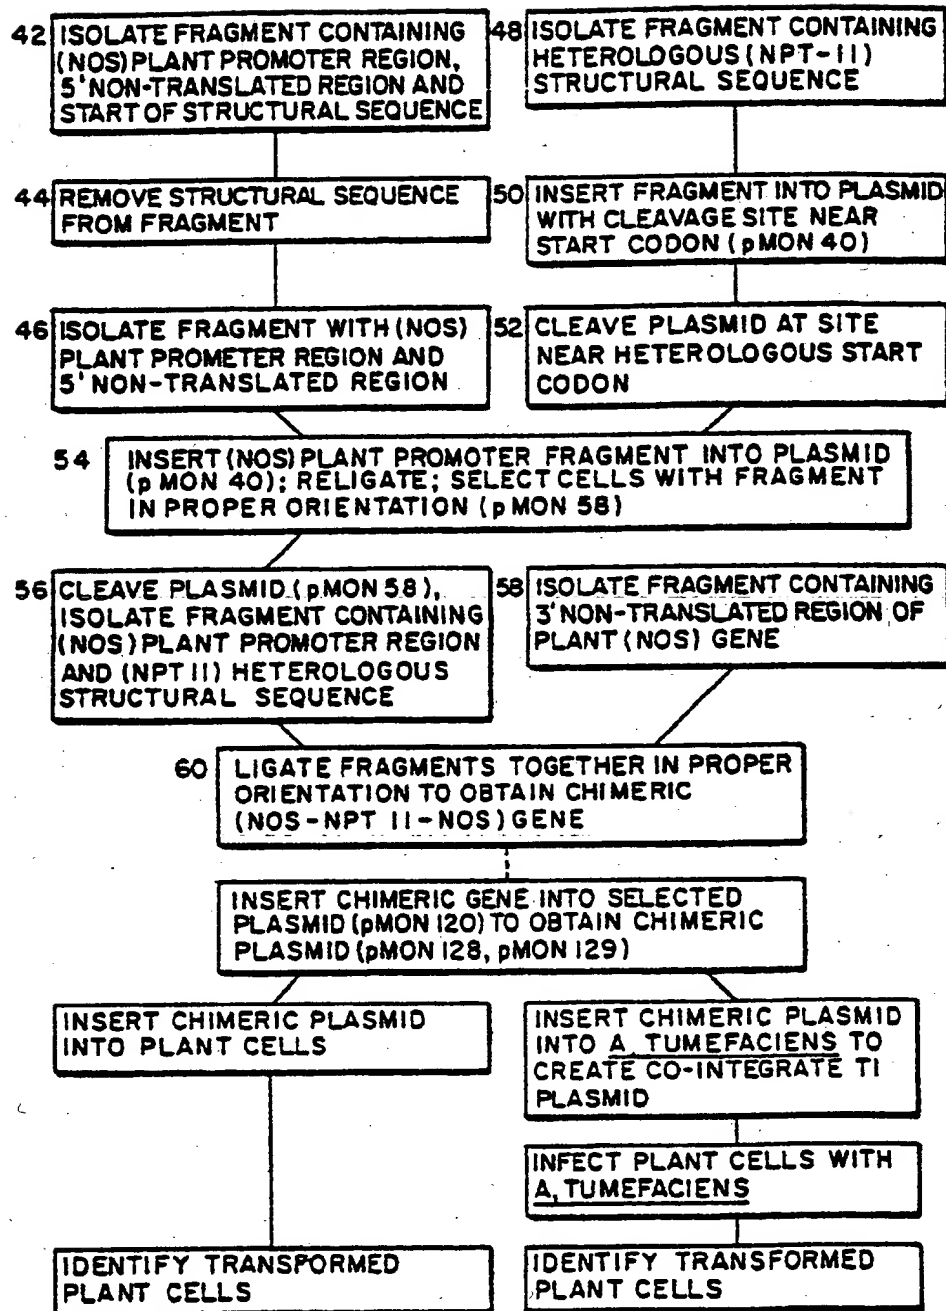 42 ISOLATE FRAGMENT CONTAINING
(NOS) PLANT PROMOTER REGION,
5' NON-TRANSLATED REGION AND
START OF STRUCTURAL SEQUENCE
48 ISOLATE FRAGMENT CONTAINING
HETEROLOGOUS (NPT-II)
STRUCTURAL SEQUENCE
44 REMOVE STRUCTURAL SEQUENCE
FROM FRAGMENT
50 INSERT FRAGMENT INTO PLASMID
WITH CLEAVAGE SITE NEAR
START CODON (pMON 40)
46 ISOLATE FRAGMENT WITH (NOS)
PLANT PROMETER REGION AND
5' NON-TRANSLATED REGION
52 CLEAVE PLASMID AT SITE
NEAR HETEROLOGOUS START
CODON
54 INSERT (NOS) PLANT PROMOTER FRAGMENT INTO PLASMID
(pMON 40); RELIGATE; SELECT CELLS WITH FRAGMENT
IN PROPER ORIENTATION (pMON 58)
56 CLEAVE PLASMID (pMON 58),
ISOLATE FRAGMENT CONTAINING
(NOS) PLANT PROMOTER REGION
AND (NPT II) HETEROLOGOUS
STRUCTURAL SEQUENCE
58 ISOLATE FRAGMENT CONTAINING
3' NON-TRANSLATED REGION OF
PLANT (NOS) GENE
60 LIGATE FRAGMENTS TOGETHER IN PROPER
ORIENTATION TO OBTAIN CHIMERIC
(NOS-NPT II-NOS) GENE
INSERT CHIMERIC GENE INTO SELECTED
PLASMID (pMON 120) TO OBTAIN CHIMERIC
PLASMID (pMON 128, pMON 129)
INSERT CHIMERIC PLASMID
INTO PLANT CELLS
INSERT CHIMERIC PLASMID
INTO A. TUMEFACIENS TO
CREATE CO-INTEGRATE TI
PLASMID
INFECT PLANT CELLS WITH
A. TUMEFACIENS
IDENTIFY TRANSFORMED
PLANT CELLS
IDENTIFY TRANSFORMED
PLANT CELLS